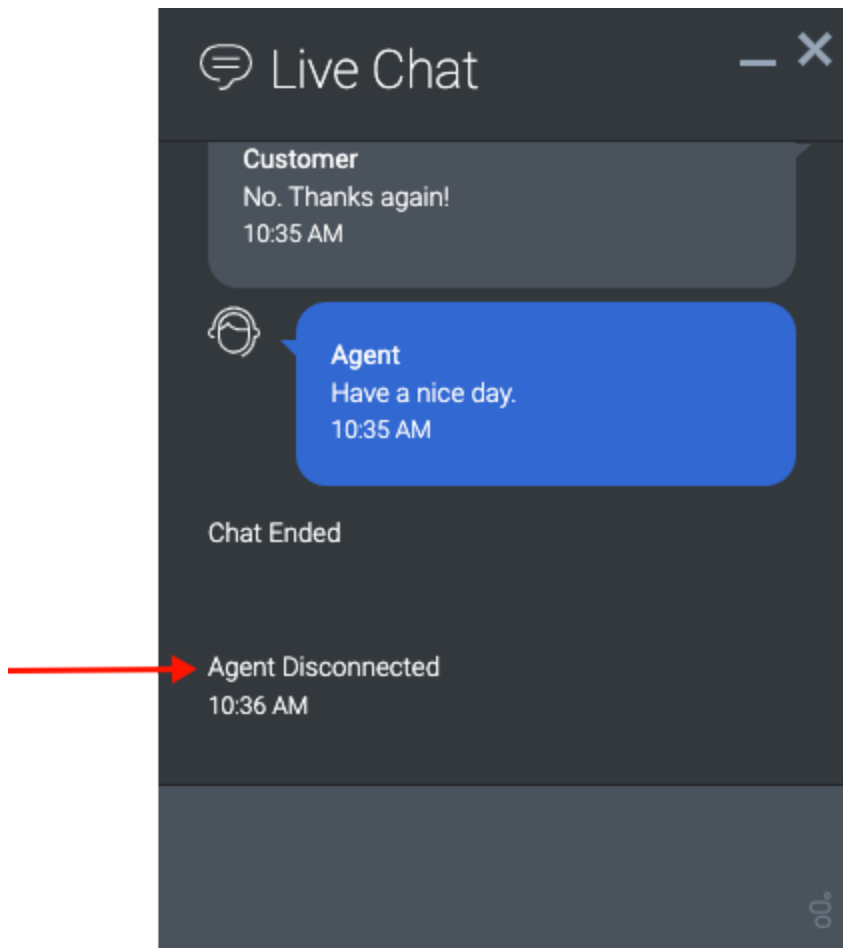 Live Chat
Customer
No. Thanks again!
10:35 AM
Agent
Have a nice day.
10:35 AM
Chat Ended
Agent Disconnected
10:36 AM